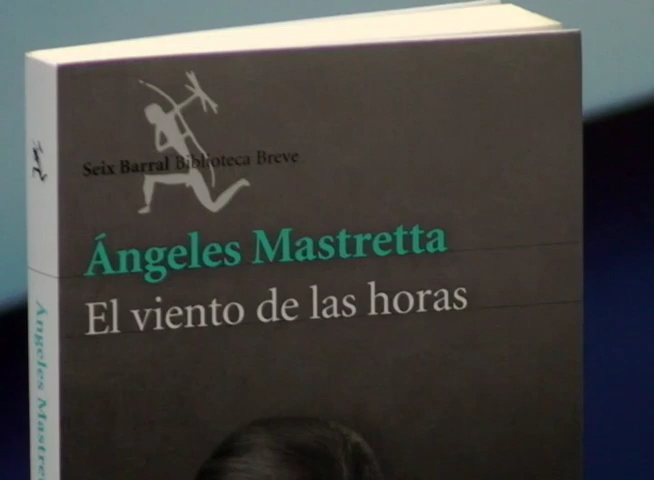 Seix Barral Biblioteca Breve
Ángeles Mastretta
El viento de las horas
Ángeles Mastre